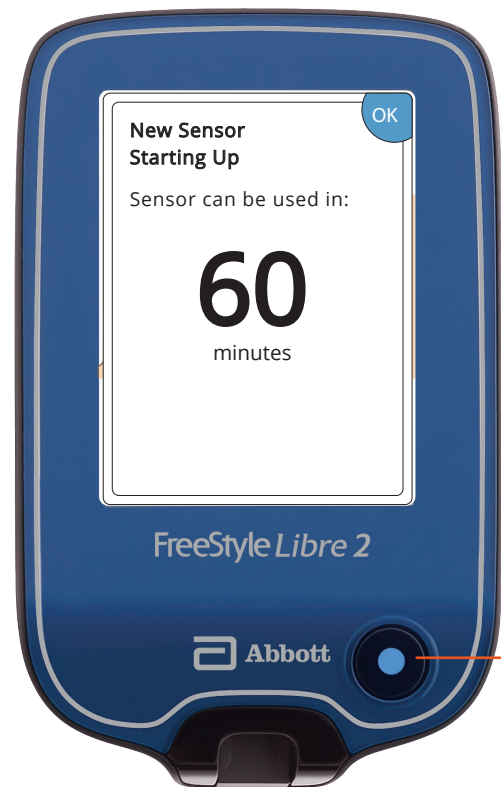 OK
New Sensor
Starting Up
Sensor can be used in:
60
minutes
FreeStyle Libre 2
Abbott